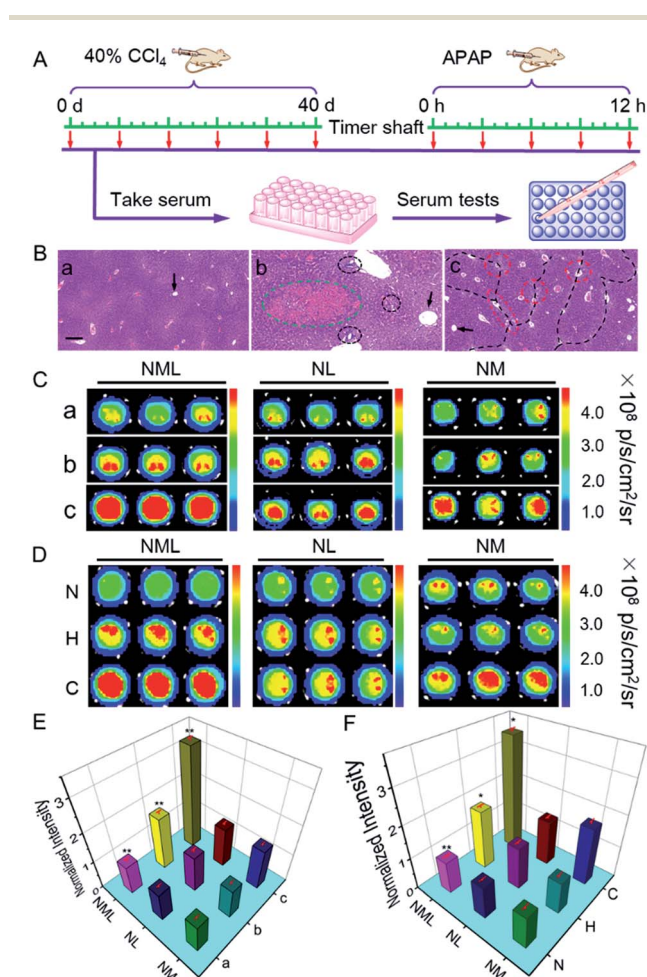 A
40% CCl₄
APAP
0 d
40 d
0 h
12 h
Timer shaft
Take serum
Serum tests
B
a
b
c
C
NML
NL
NM
a
b
c
4.0
3.0
2.0
1.0
×10⁸ p/s/cm²/sr
D
NML
NL
NM
N
H
C
4.0
3.0
2.0
1.0
×10⁸ p/s/cm²/sr
E
Normalized Intensity
3
2
1
0
**
**
**
NML
NL
NM
a
b
c
F
Normalized Intensity
3
2
1
0
*
*
**
NML
NL
NM
N
H
C